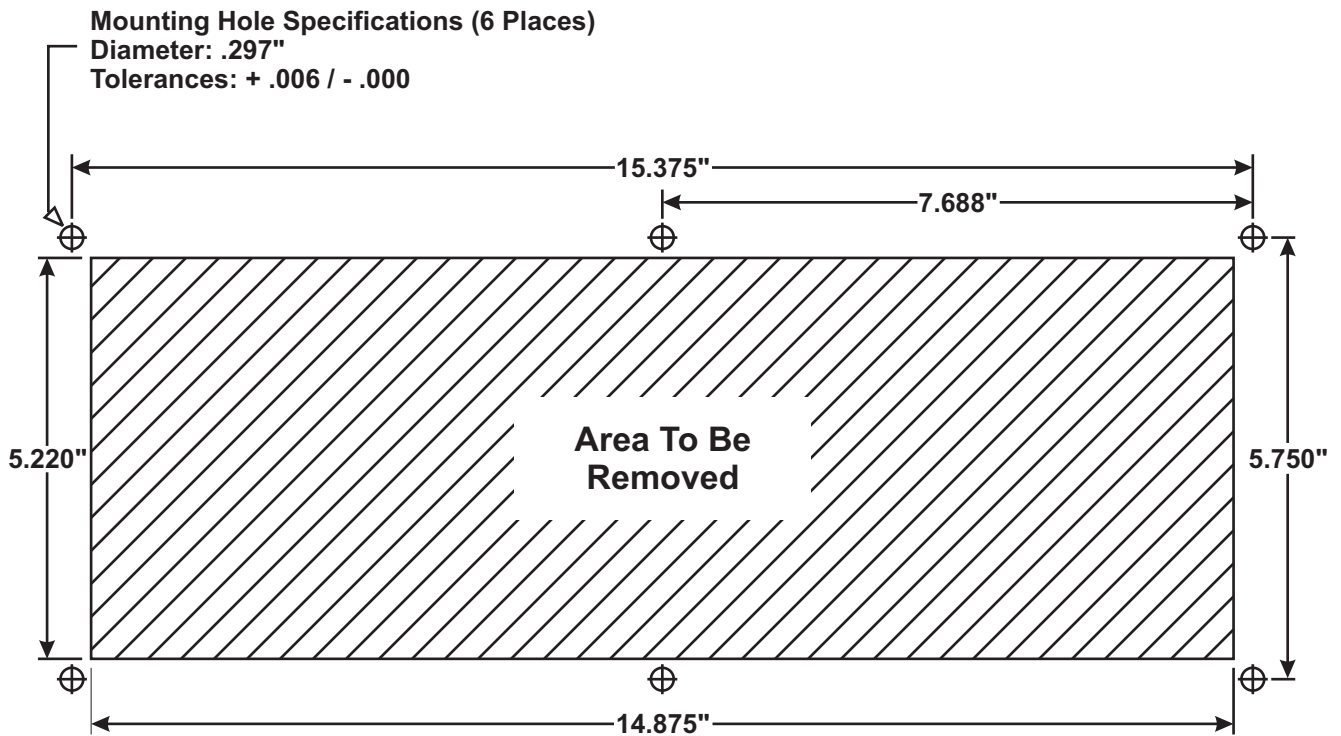 Mounting Hole Specifications (6 Places)
Diameter: .297"
Tolerances: + .006 / - .000
15.375"
7.688"
Area To Be
Removed
5.220"
5.750"
14.875"